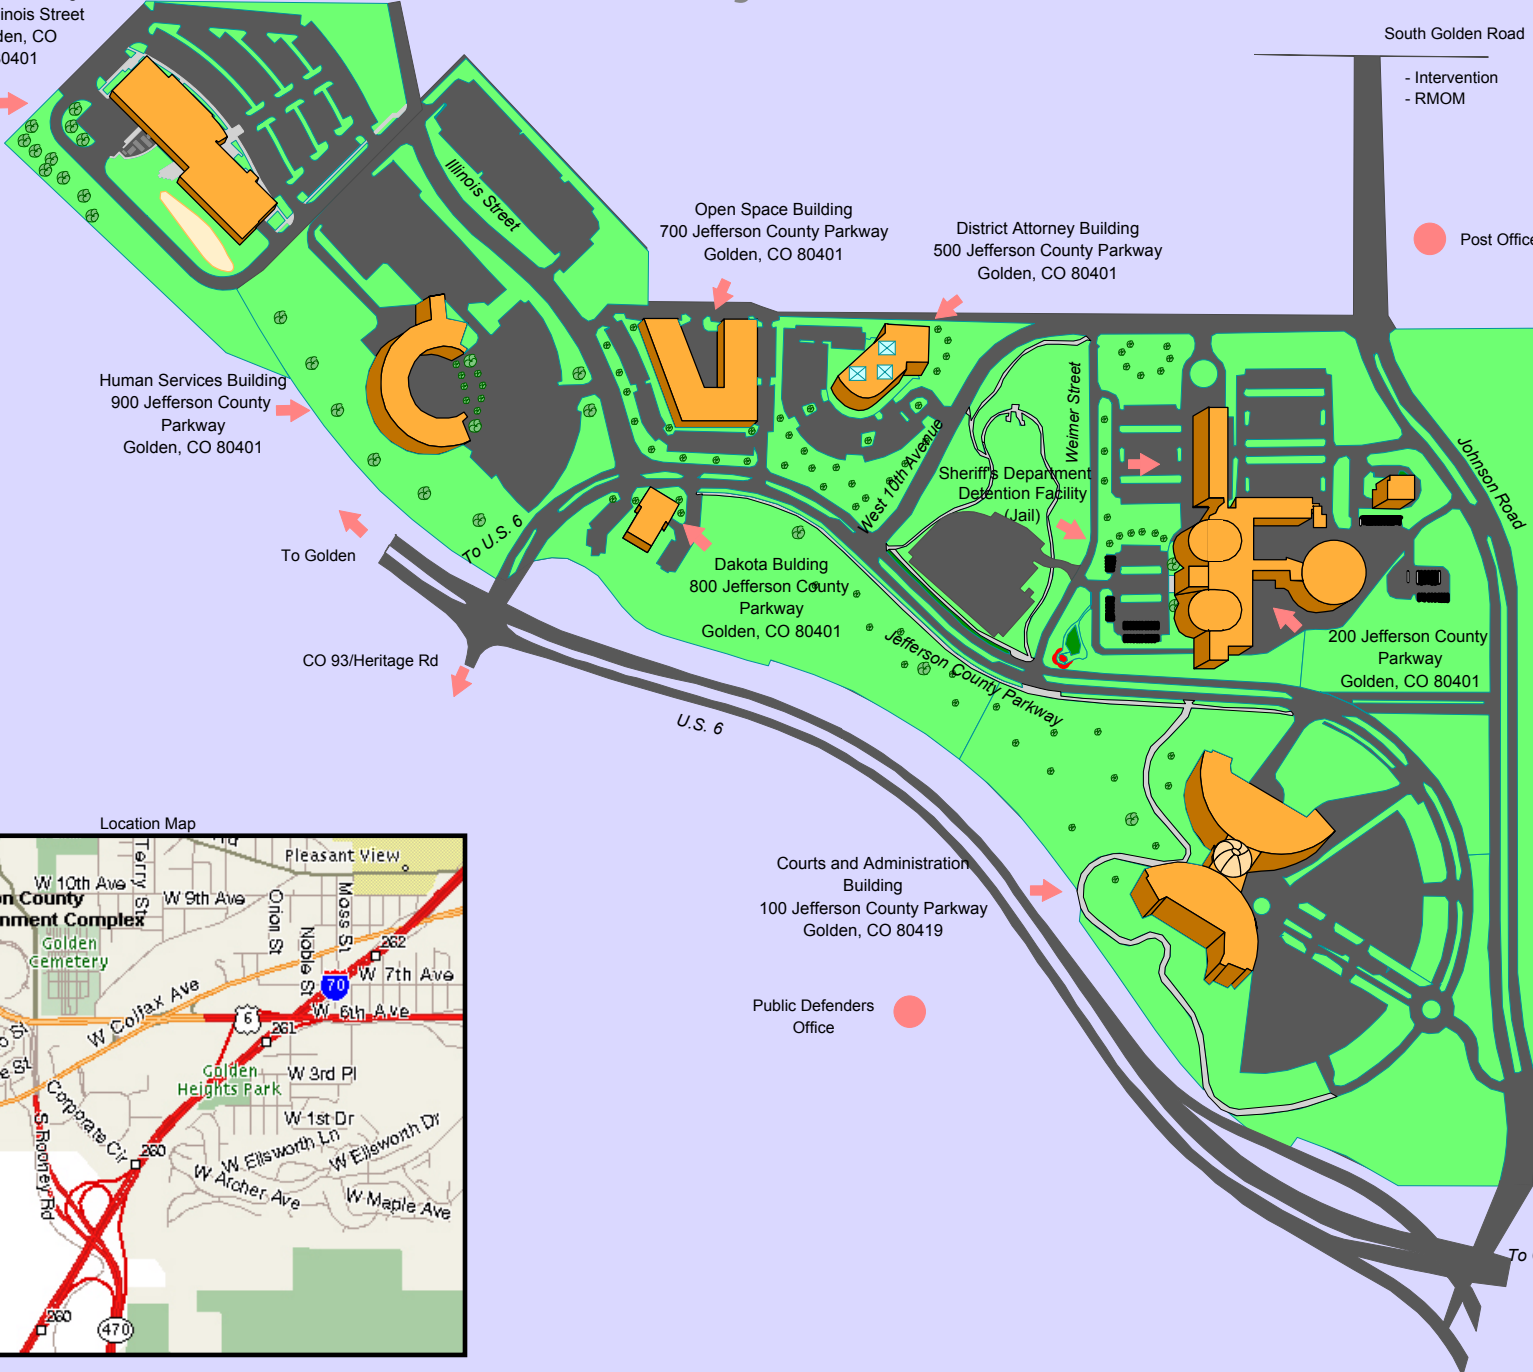 linois Street
den, CO
80401
South Golden Road
- Intervention
- RMOM
Post Office
Illinois Street
Open Space Building
700 Jefferson County Parkway
Golden, CO 80401
District Attorney Building
500 Jefferson County Parkway
Golden, CO 80401
Human Services Building
900 Jefferson County
Parkway
Golden, CO 80401
Weimer Street
West 10th Avenue
Sheriff's Department
Detention Facility
(Jail)
Johnson Road
To Golden
To U.S. 6
Dakota Bulding
800 Jefferson County
Parkway
Golden, CO 80401
200 Jefferson County
Parkway
Golden, CO 80401
CO 93/Heritage Rd
Jefferson County Parkway
U.S. 6
Courts and Administration
Building
100 Jefferson County Parkway
Golden, CO 80419
Public Defenders
Office
To
Location Map
Pleasant View
Terry St
W 10th Ave
W 9th Ave
n County
nment Complex
Orion St
Moss St
Noble St
Golden
Cemetery
262
W 7th Ave
70
W Colfax Ave
6
W 6th Ave
261
Golden
Heights Park
W 3rd Pl
Corporate Cir
W 1st Dr
S Rooney Rd
260
W Ellsworth Ln
W Ellsworth Dr
W Archer Ave
W Maple Ave
260
470